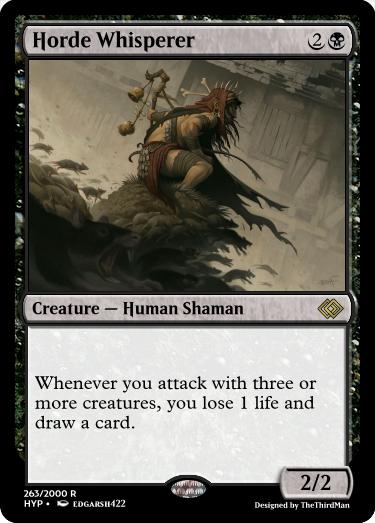 Horde Whisperer 2
Creature — Human Shaman
Whenever you attack with three or
more creatures, you lose 1 life and
draw a card.
2/2
263/2000 R
HYP • EDGARSH422
Designed by TheThirdMan